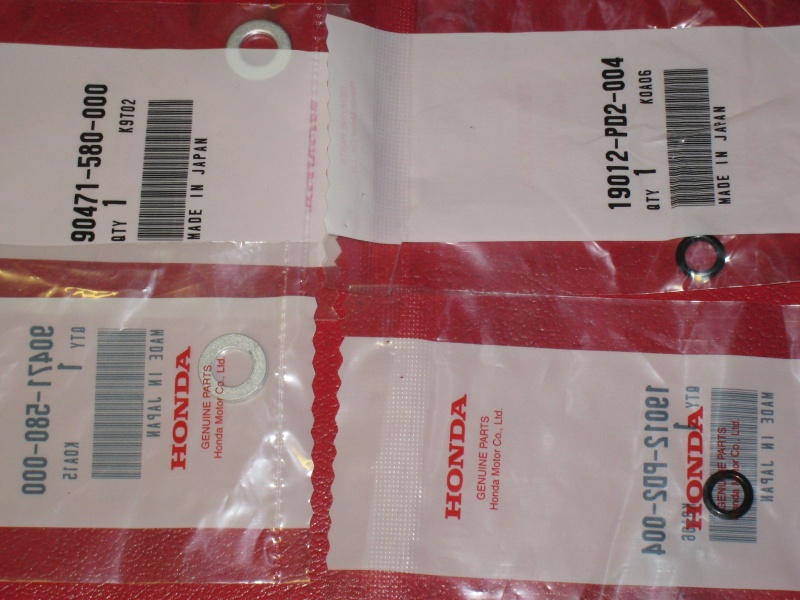 90471-580-000
K9T02
QTY 1
MADE IN JAPAN
19012-PD2-004
K0A06
QTY 1
MADE IN JAPAN
90471-580-000
QTY 1
K0A15
MADE IN JAPAN
HONDA
GENUINE PARTS
Honda Motor Co., Ltd.
HONDA
GENUINE PARTS
Honda Motor Co., Ltd.
19012-PD2-004
QTY 1
MADE IN JAPAN
HONDA
Honda Motor Co., Ltd.